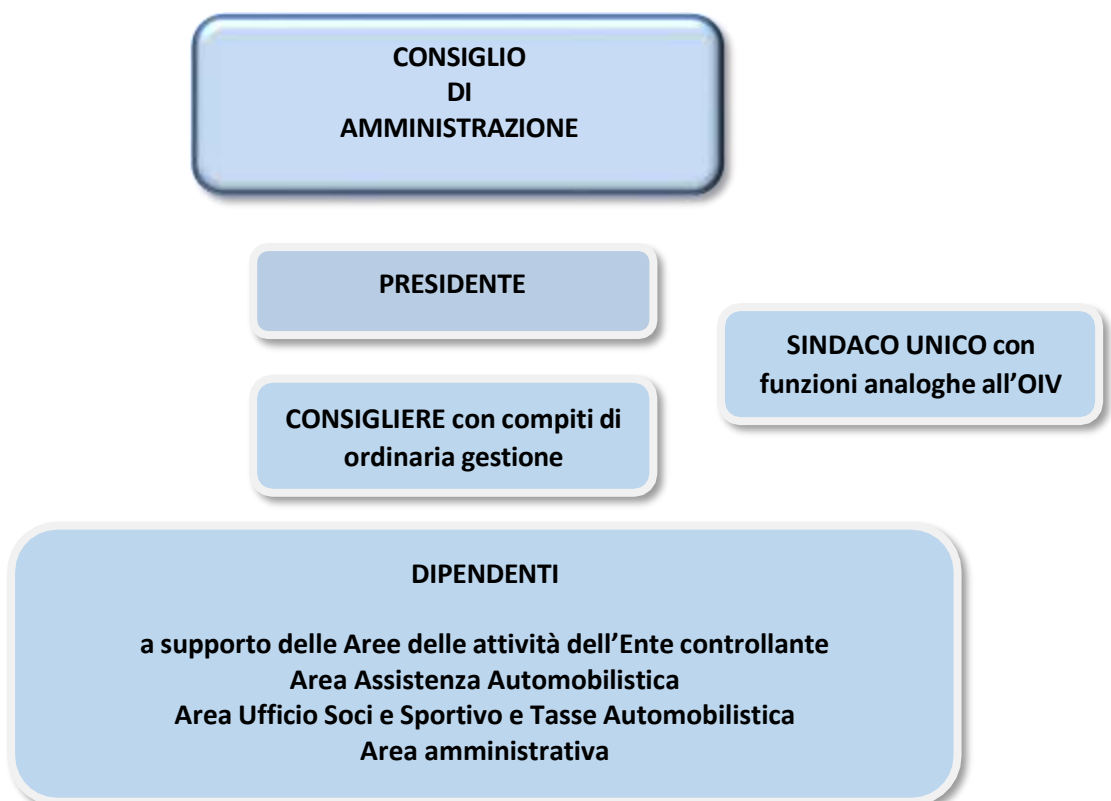 CONSIGLIO
DI
AMMINISTRAZIONE
PRESIDENTE
SINDACO UNICO con
funzioni analoghe all’OIV
CONSIGLIERE con compiti di
ordinaria gestione
DIPENDENTI
a supporto delle Aree delle attività dell’Ente controllante
Area Assistenza Automobilistica
Area Ufficio Soci e Sportivo e Tasse Automobilistica
Area amministrativa